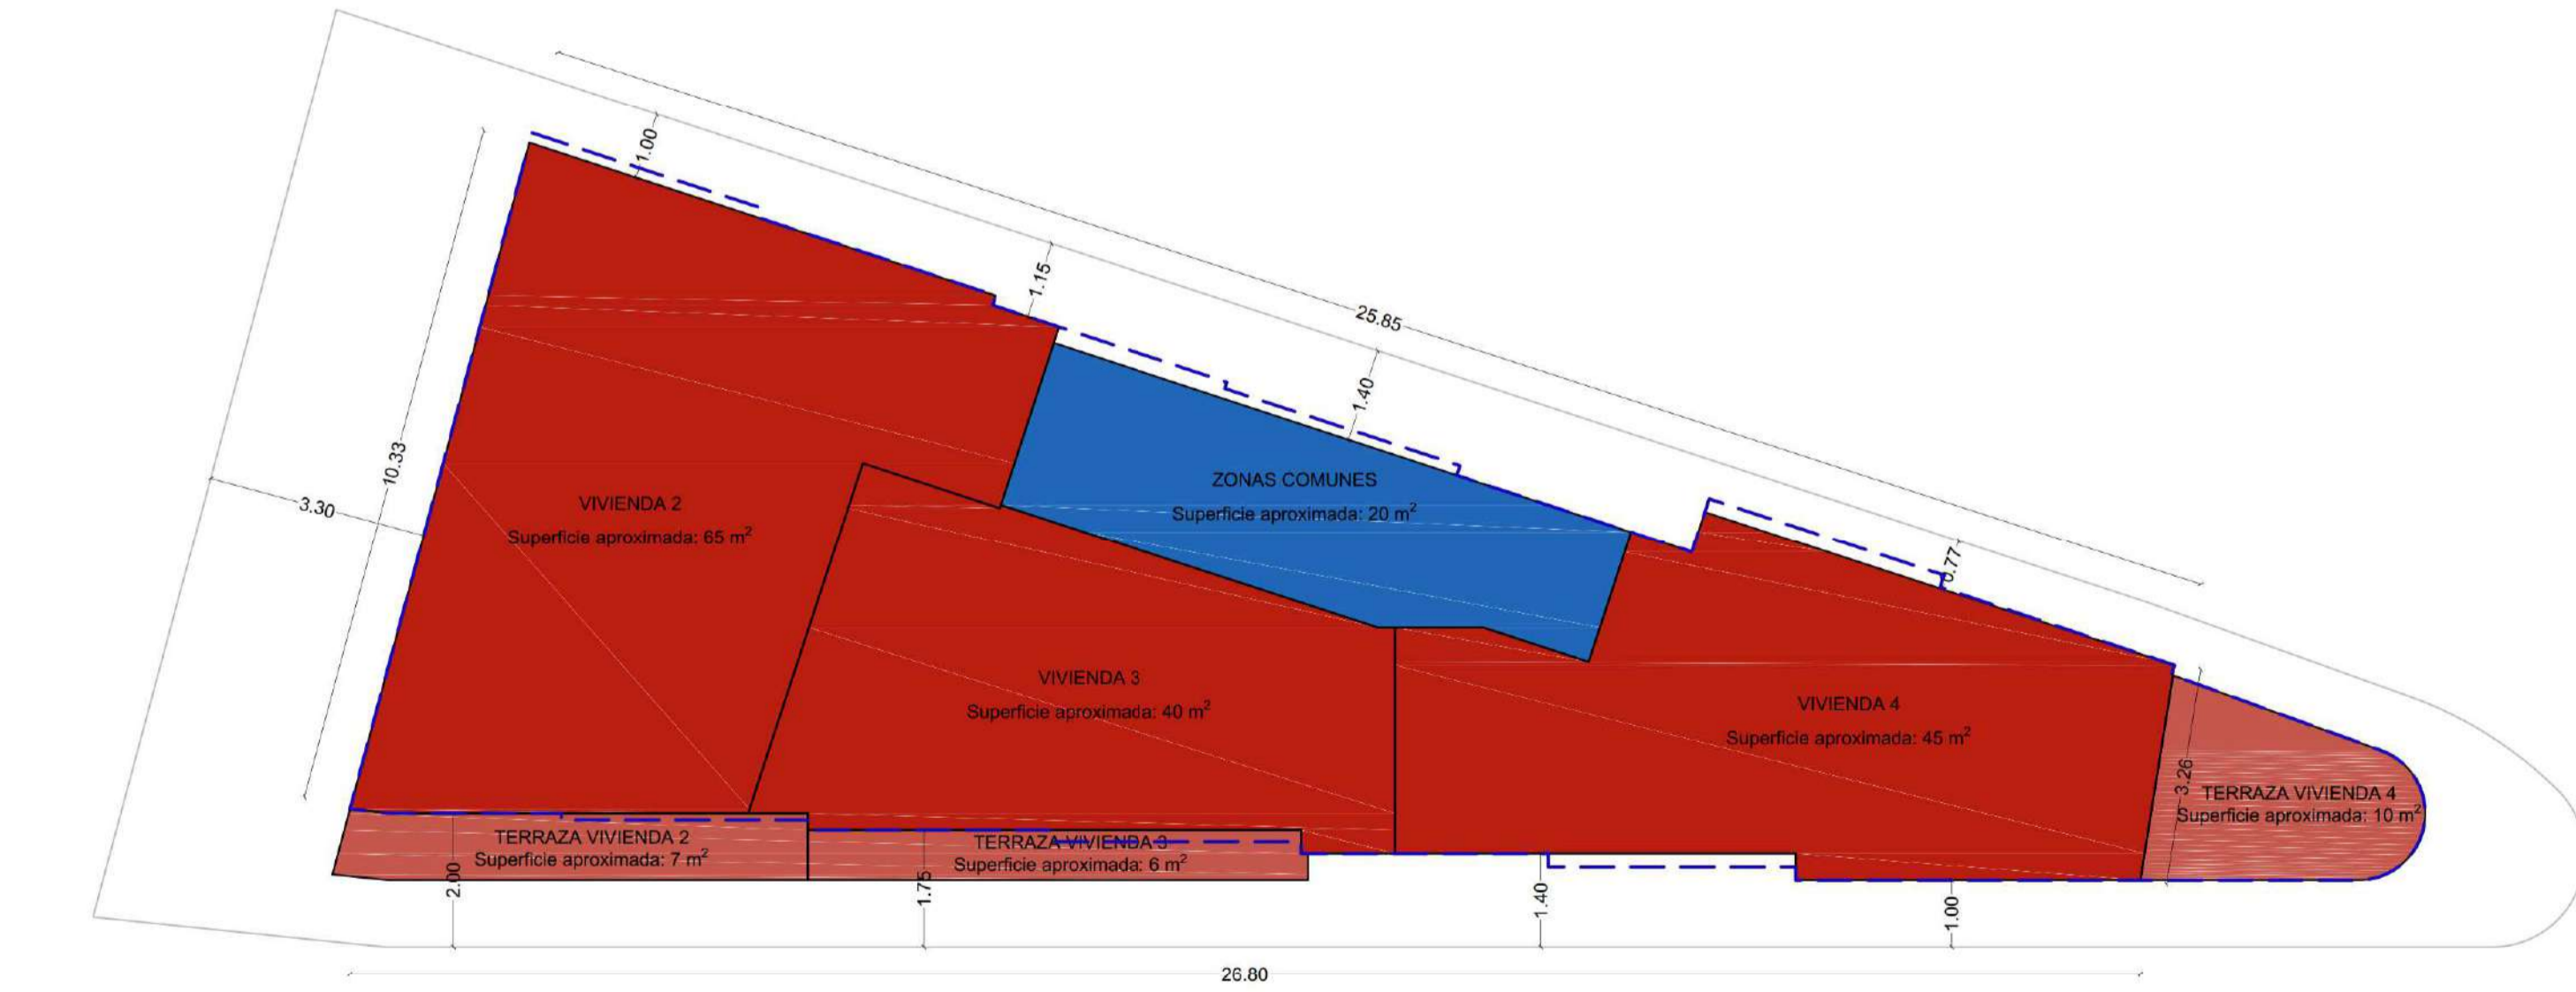 1.00
1.15
25.85
1.40
0.77
10.33
3.30
ZONAS COMUNES
Superficie aproximada: 20 m²
VIVIENDA 2
Superficie aproximada: 65 m²
VIVIENDA 3
Superficie aproximada: 40 m²
VIVIENDA 4
Superficie aproximada: 45 m²
3.26
TERRAZA VIVIENDA 4
Superficie aproximada: 10 m²
TERRAZA VIVIENDA 2
Superficie aproximada: 7 m²
TERRAZA VIVIENDA 3
Superficie aproximada: 6 m²
2.00
1.75
1.40
1.00
26.80